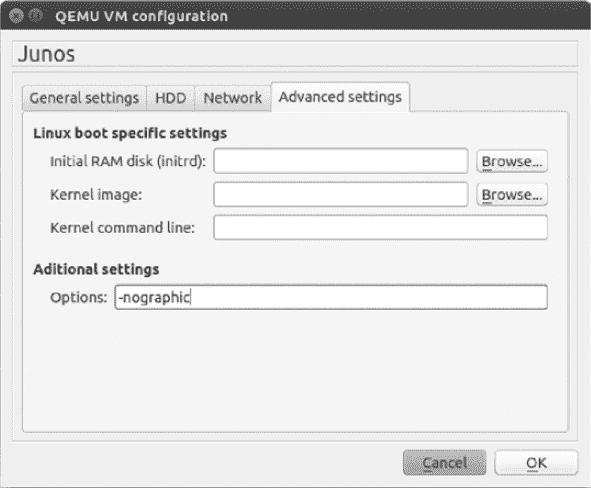 QEMU VM configuration
Junos
General settings HDD Network Advanced settings
Linux boot specific settings
Initial RAM disk (initrd): Browse...
Kernel image: Browse...
Kernel command line:
Aditional settings
Options: -nographic
Cancel OK